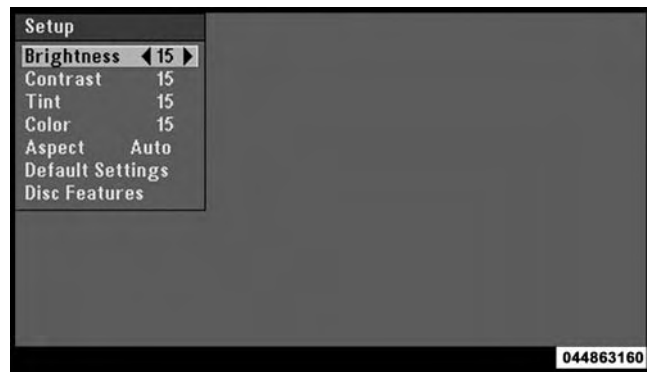 Setup
Brightness 15
Contrast 15
Tint 15
Color 15
Aspect Auto
Default Settings
Disc Features
044863160